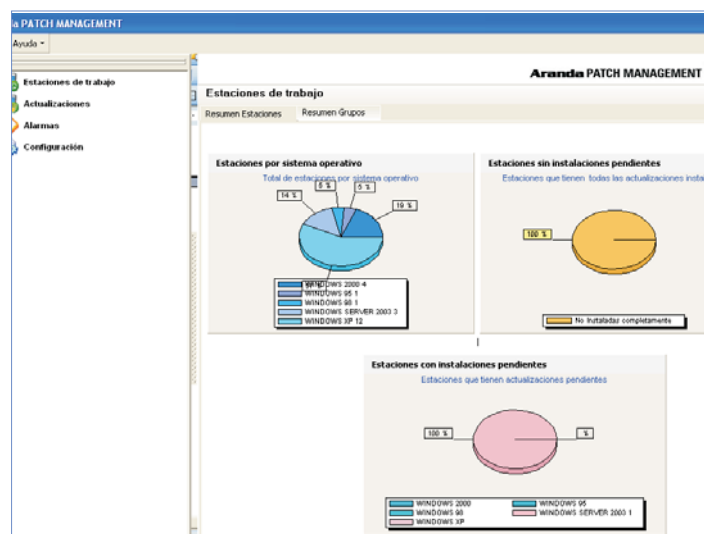 a PATCH MANAGEMENT
Ayuda
Estaciones de trabajo
Actualizaciones
Alarmas
Configuración
Aranda PATCH MANAGEMENT
Estaciones de trabajo
Resumen Estaciones Resumen Grupos
Estaciones por sistema operativo
Total de estaciones por sistema operativo
14 %
5 %
5 %
19 %
WINDOWS 2000 4
WINDOWS 95 1
WINDOWS 98 1
WINDOWS SERVER 2003 3
WINDOWS XP 12
Estaciones sin instalaciones pendientes
Estaciones que tienen todas las actualizaciones insta
100 %
No Instaladas completamente
Estaciones con instalaciones pendientes
Estaciones que tienen actualizaciones pendientes
100 %
%
WINDOWS 2000 WINDOWS 95
WINDOWS 98 WINDOWS SERVER 2003 1
WINDOWS XP